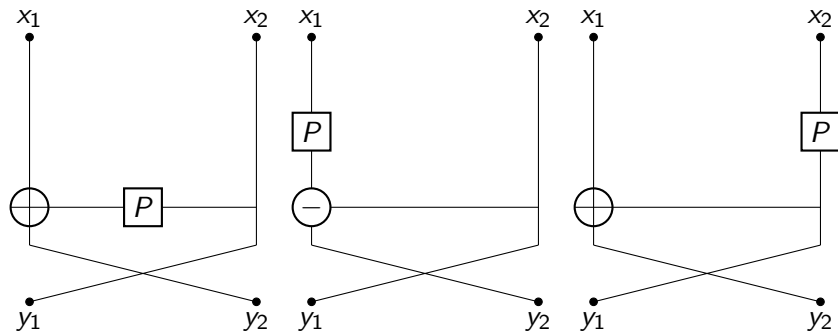 x₁ x₂ x₁ x₂ x₁ x₂
P P
P −
y₁ y₂ y₁ y₂ y₁ y₂